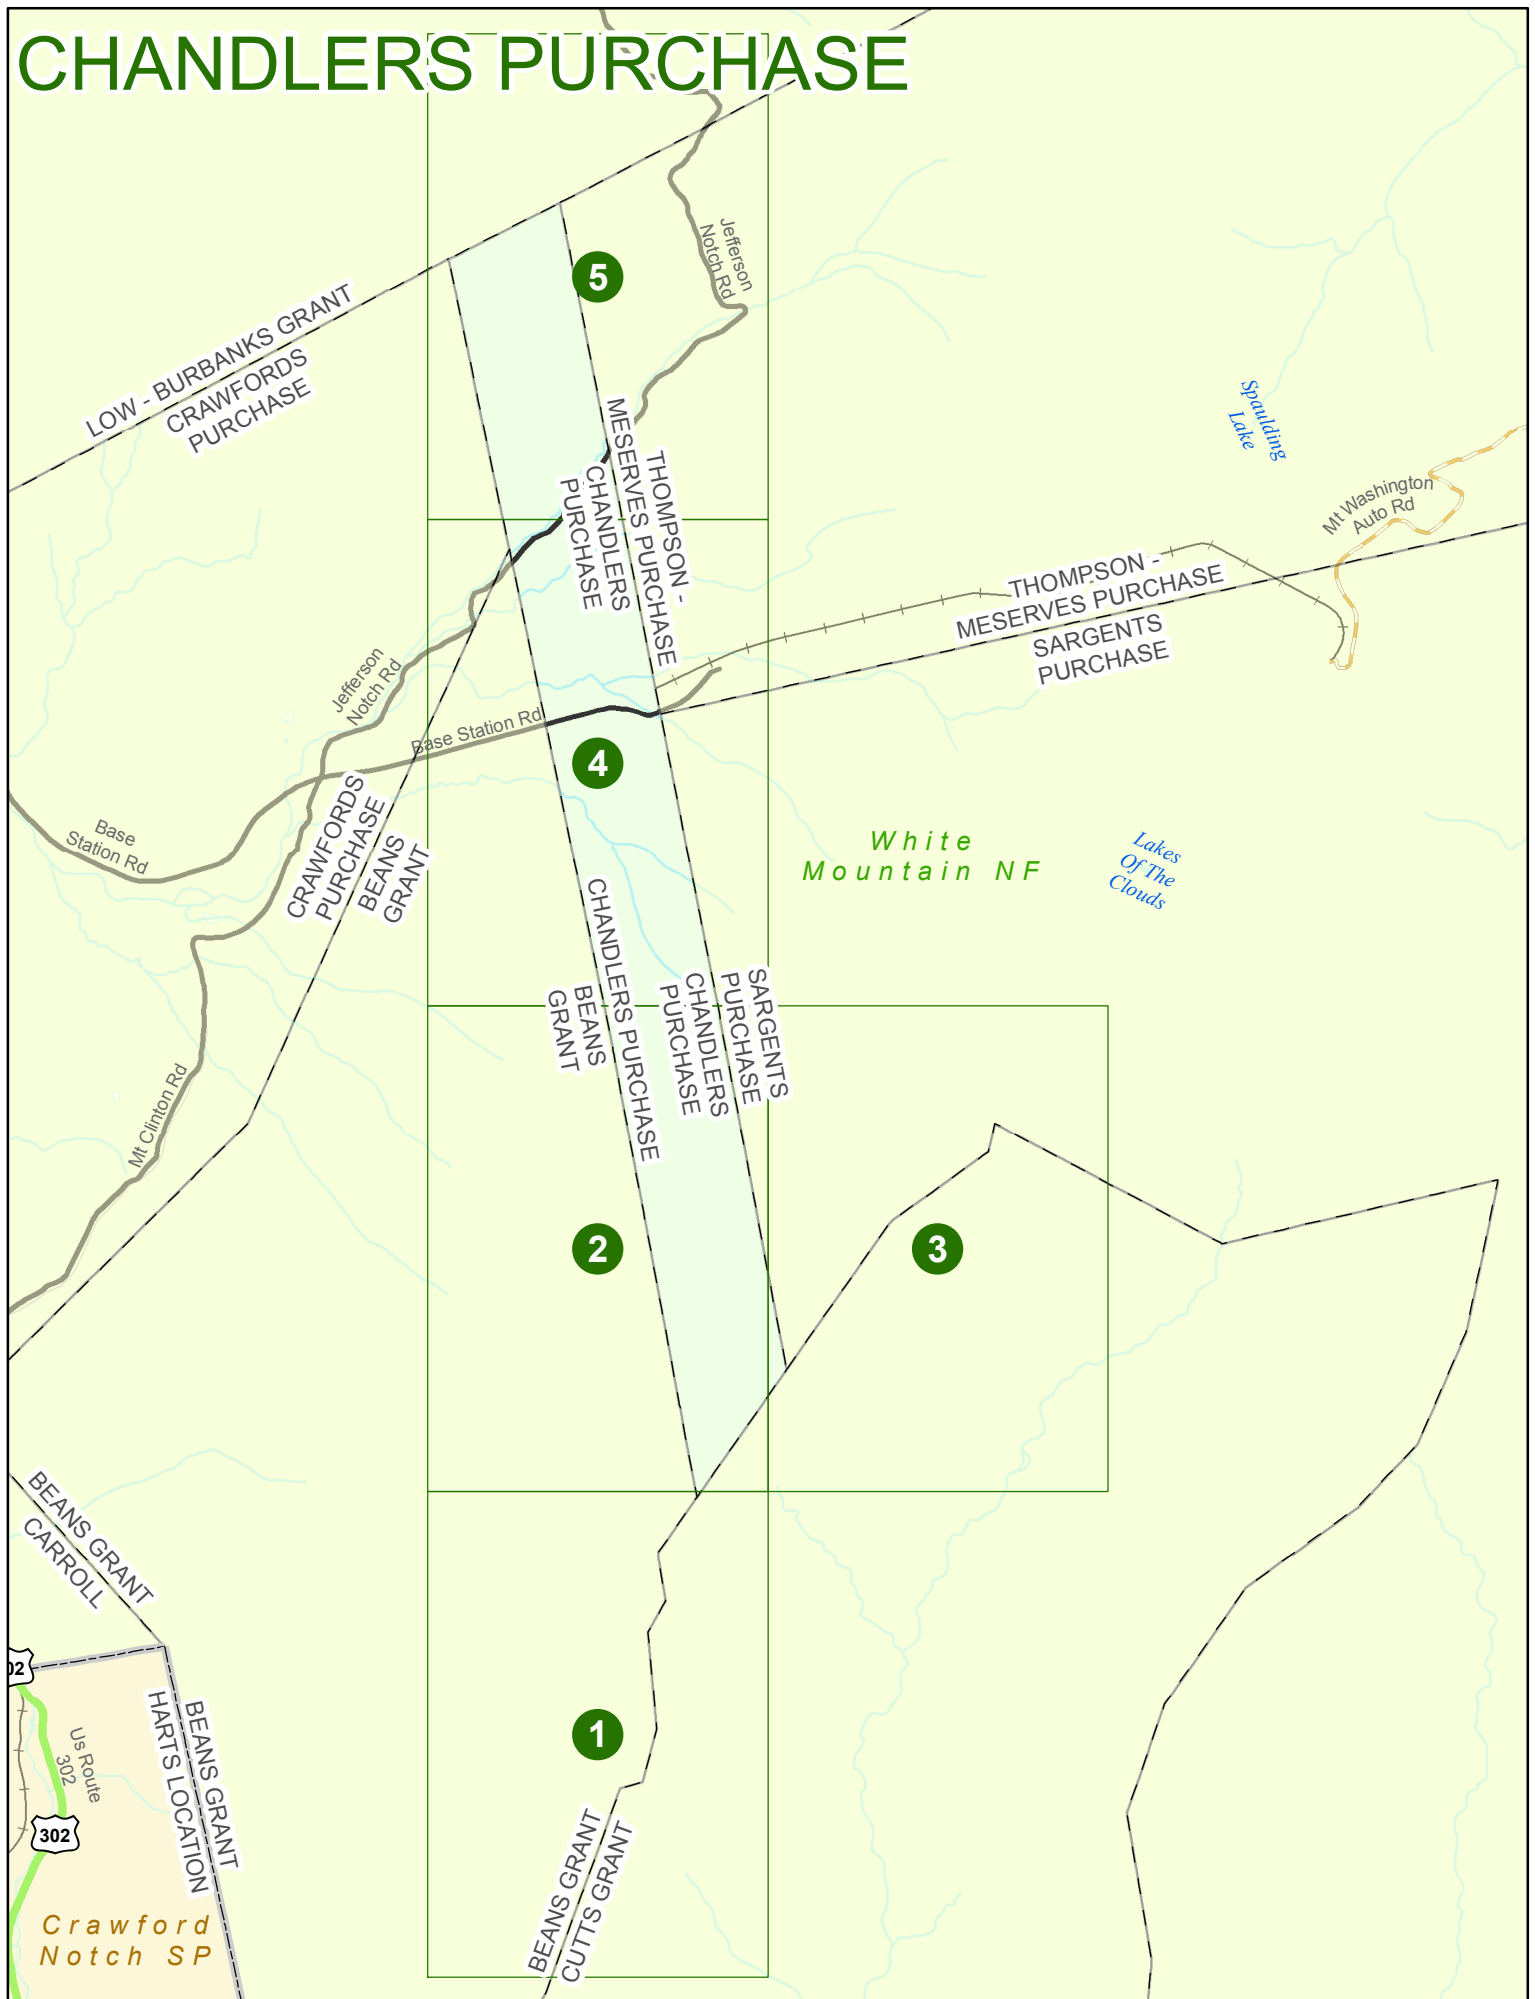 CHANDLERS PURCHASE
Jefferson
Notch Rd
5
LOW - BURBANKS GRANT
CRAWFORDS
PURCHASE
Spaulding
Lake
THOMPSON -
MESERVES PURCHASE
CHANDLERS
PURCHASE
Mt Washington
Auto Rd
THOMPSON -
MESERVES PURCHASE
SARGENTS
PURCHASE
Jefferson
Notch Rd
Base Station Rd
4
Base
Station Rd
CRAWFORDS
PURCHASE
BEANS
GRANT
White
Mountain NF
Lakes
Of The
Clouds
CHANDLERS PURCHASE
BEANS
GRANT
SARGENTS
PURCHASE
CHANDLERS
PURCHASE
Mt Clinton Rd
2
3
BEANS GRANT
CARROLL
02
BEANS GRANT
HARTS LOCATION
Us Route
302
302
1
BEANS GRANT
CUTTS GRANT
Crawford
Notch SP